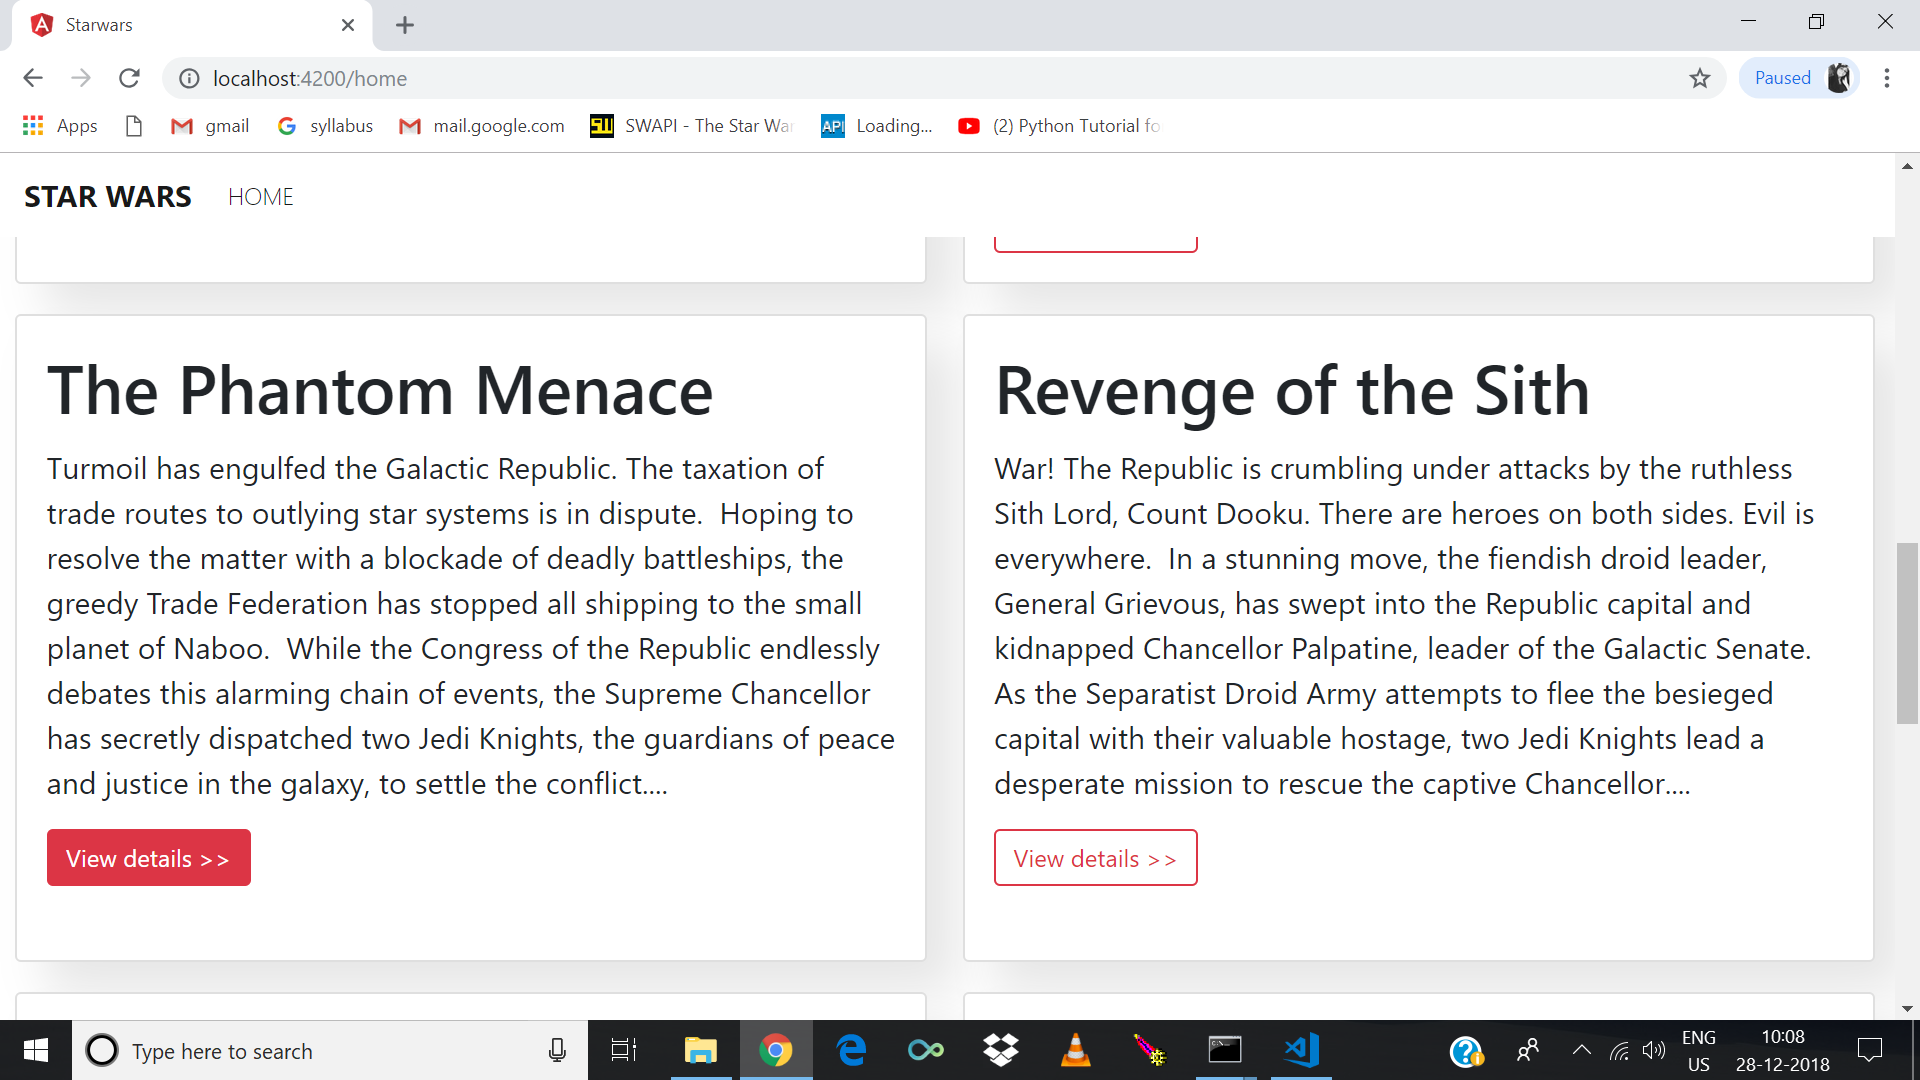 Starwars
localhost:4200/home
Paused
Apps
gmail
syllabus
mail.google.com
SWAPI - The Star War
API
Loading...
(2) Python Tutorial fo
STAR WARS
HOME
The Phantom Menace
Turmoil has engulfed the Galactic Republic. The taxation of
trade routes to outlying star systems is in dispute.  Hoping to
resolve the matter with a blockade of deadly battleships, the
greedy Trade Federation has stopped all shipping to the small
planet of Naboo.  While the Congress of the Republic endlessly
debates this alarming chain of events, the Supreme Chancellor
has secretly dispatched two Jedi Knights, the guardians of peace
and justice in the galaxy, to settle the conflict....
View details >>
Revenge of the Sith
War! The Republic is crumbling under attacks by the ruthless
Sith Lord, Count Dooku. There are heroes on both sides. Evil is
everywhere.  In a stunning move, the fiendish droid leader,
General Grievous, has swept into the Republic capital and
kidnapped Chancellor Palpatine, leader of the Galactic Senate.
As the Separatist Droid Army attempts to flee the besieged
capital with their valuable hostage, two Jedi Knights lead a
desperate mission to rescue the captive Chancellor....
View details >>
Type here to search
ENG
US
10:08
28-12-2018